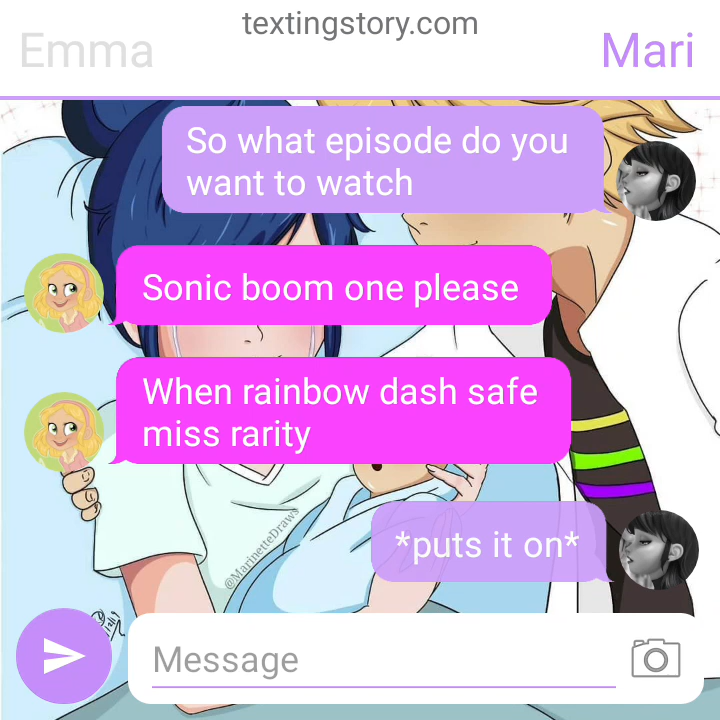 textingstory.com
Emma
Mari
So what episode do you
want to watch
Sonic boom one please
When rainbow dash safe
miss rarity
@MarinetteDraws
*puts it on*
Message